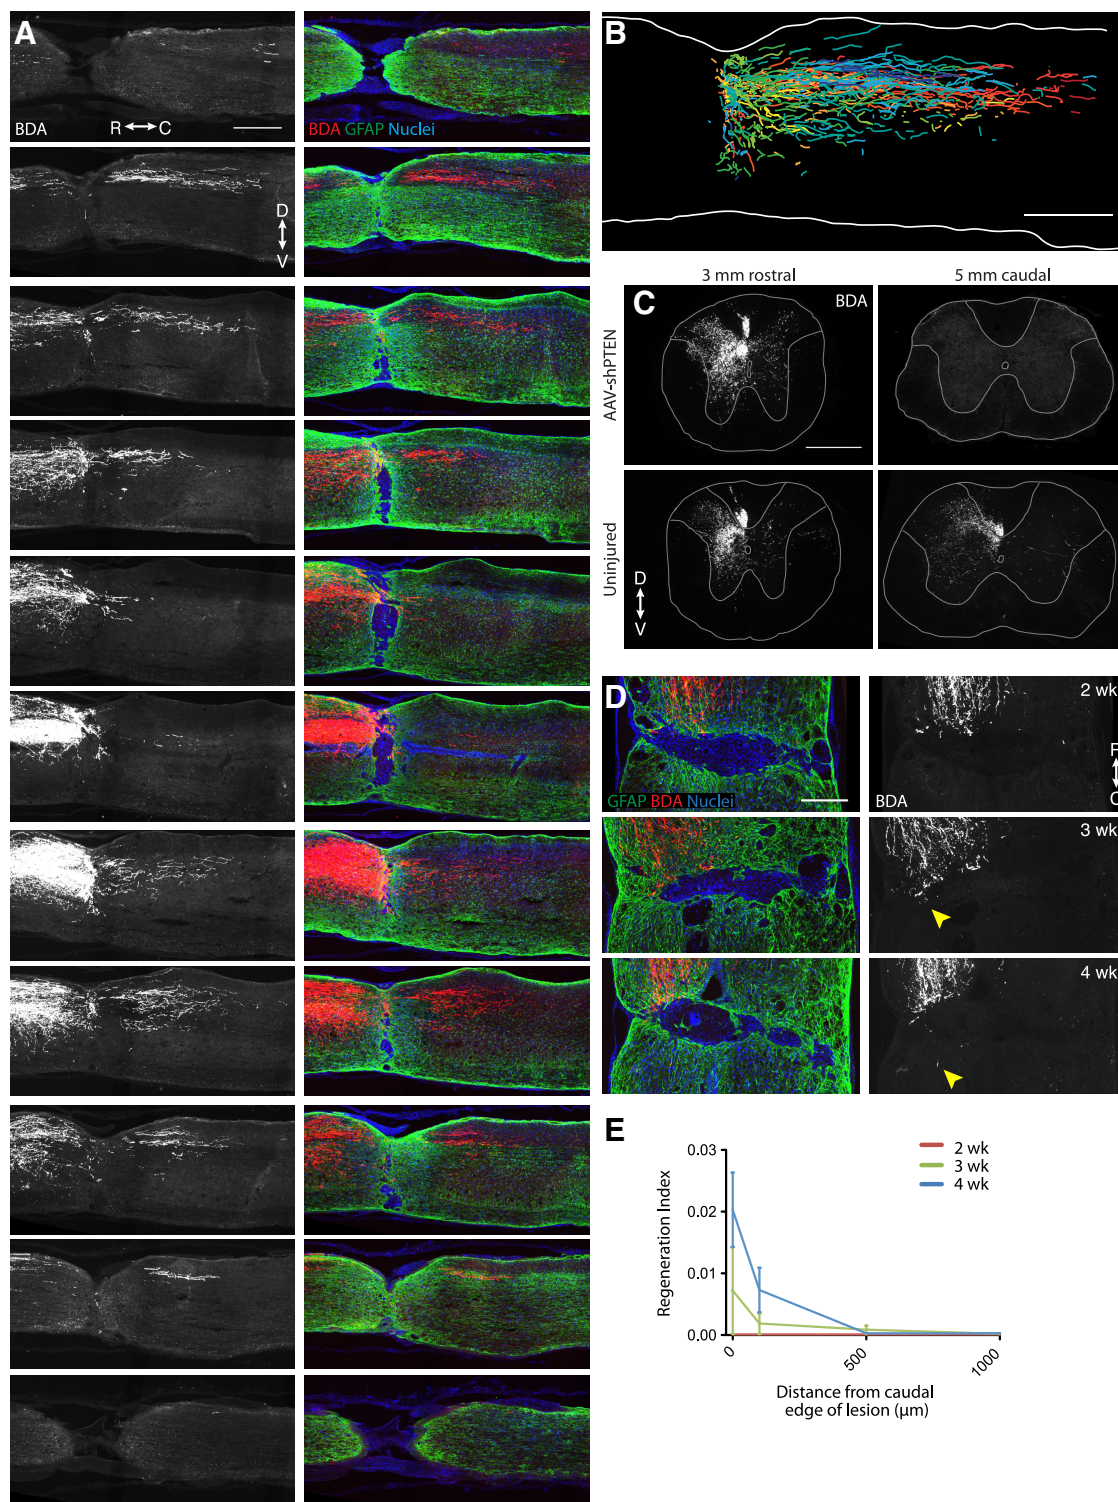 A
BDA
R C
BDA GFAP Nuclei
D
V
B
3 mm rostral
5 mm caudal
C
BDA
AAV-shPTEN
Uninjured
D
V
D
GFAP BDA Nuclei
2 wk
R
C
BDA
3 wk
4 wk
E
2 wk
3 wk
4 wk
0.03
0.02
0.01
0.00
Regeneration Index
0
500
1000
Distance from caudal
edge of lesion (µm)